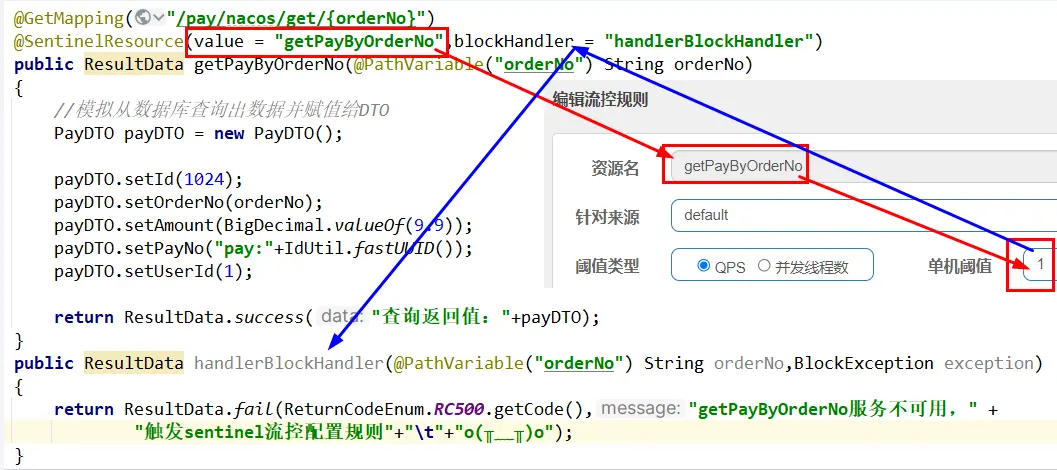 @GetMapping("/pay/nacos/get/{orderNo}")
@SentinelResource(value = "getPayByOrderNo",blockHandler = "handlerBlockHandler")
public ResultData getPayByOrderNo(@PathVariable("orderNo") String orderNo)
{
//模拟从数据库查询出数据并赋值给DTO
PayDTO payDTO = new PayDTO();
编辑流控规则
payDTO.setId(1024);
资源名 getPayByOrderNo
payDTO.setOrderNo(orderNo);
针对来源 default
payDTO.setAmount(BigDecimal.valueOf(9.9));
payDTO.setPayNo("pay:"+IdUtil.fastUUID());
阈值类型 QPS 并发线程数 单机阈值 1
payDTO.setUserId(1);
return ResultData.success( data: "查询返回值："+payDTO);
}
public ResultData handlerBlockHandler(@PathVariable("orderNo") String orderNo,BlockException exception)
{
return ResultData.fail(ReturnCodeEnum.RC500.getCode(), message: "getPayByOrderNo服务不可用，" +
"触发sentinel流控配置规则"+"\t"+"o(╥﹏╥)o");
}